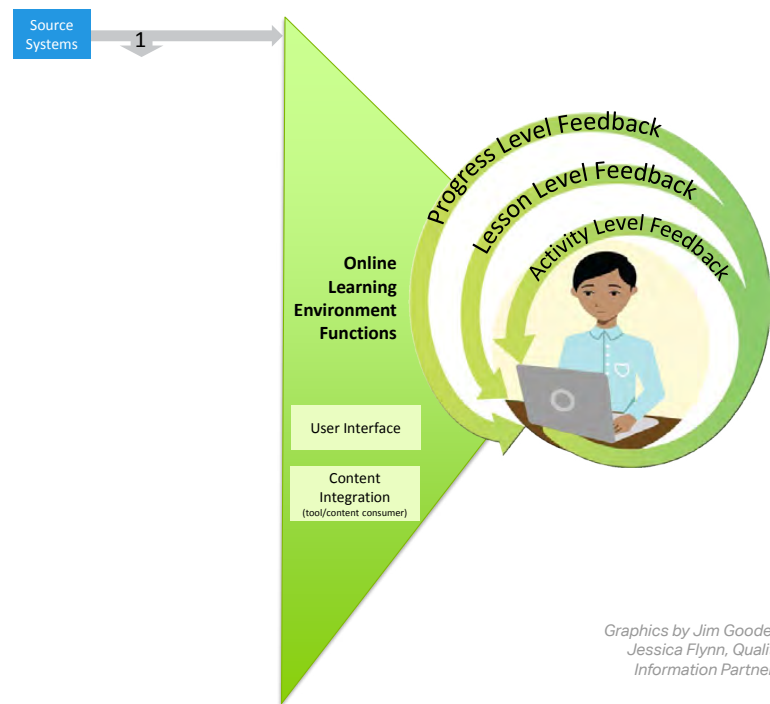 Source
Systems
1
Progress Level Feedback
Lesson Level Feedback
Activity Level Feedback
Online
Learning
Environment
Functions
User Interface
Content
Integration
(tool/content consumer)
Graphics by Jim Goode
Jessica Flynn, Quali
Information Partner